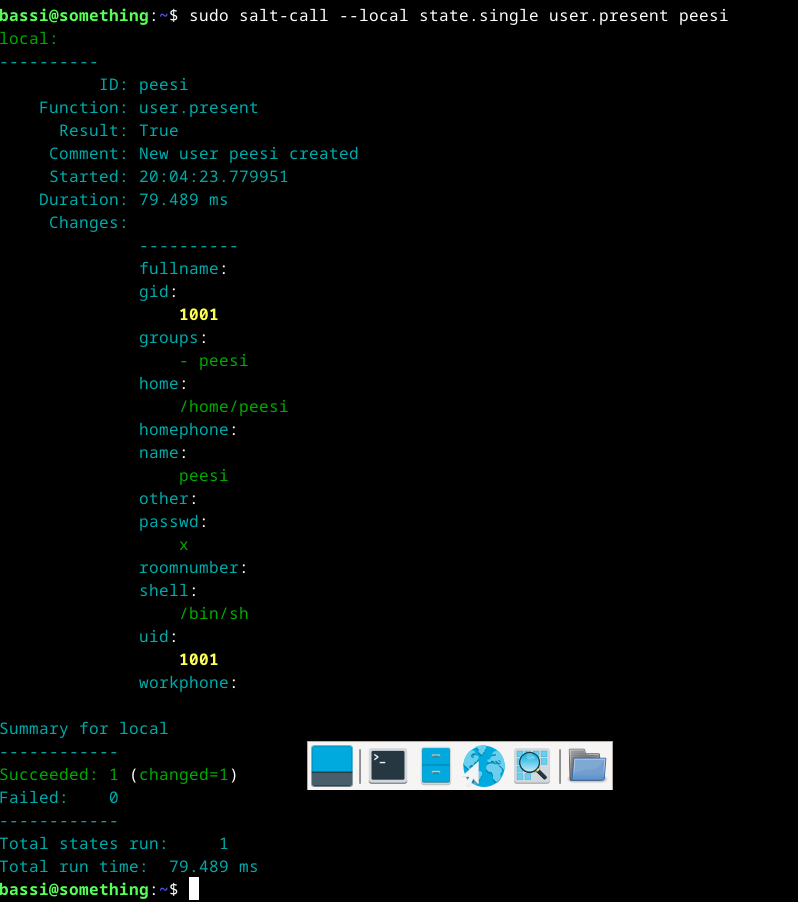 bassi@something:~$ sudo salt-call --local state.single user.present peesi
local:
----------
          ID: peesi
    Function: user.present
      Result: True
     Comment: New user peesi created
     Started: 20:04:23.779951
    Duration: 79.489 ms
     Changes:
              ----------
              fullname:
              gid:
                  1001
              groups:
                  - peesi
              home:
                  /home/peesi
              homephone:
              name:
                  peesi
              other:
              passwd:
                  x
              roomnumber:
              shell:
                  /bin/sh
              uid:
                  1001
              workphone:

Summary for local
------------
Succeeded: 1 (changed=1)
Failed:    0
------------
Total states run:     1
Total run time:  79.489 ms
bassi@something:~$